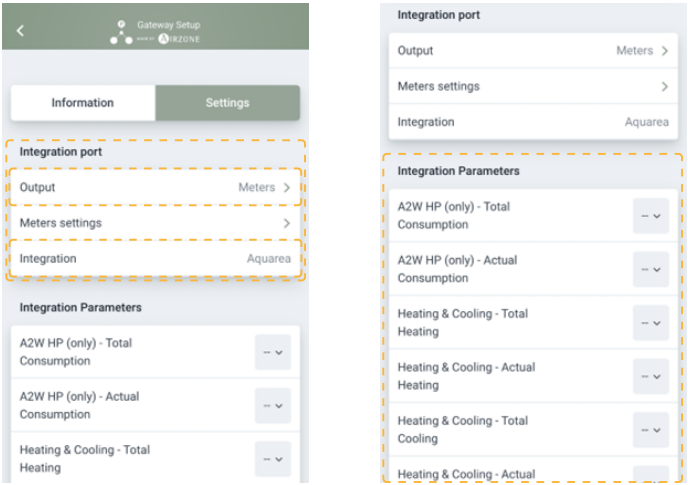 Gateway Setup
MADE BY AIRZONE
Information
Settings
Integration port
Output
Meters
Meters settings
Integration
Aquarea
Integration Parameters
A2W HP (only) - Total
Consumption
--
A2W HP (only) - Actual
Consumption
--
Heating & Cooling - Total
Heating
--
Integration port
Output
Meters
Meters settings
Integration
Aquarea
Integration Parameters
A2W HP (only) - Total
Consumption
--
A2W HP (only) - Actual
Consumption
--
Heating & Cooling - Total
Heating
--
Heating & Cooling - Actual
Heating
--
Heating & Cooling - Total
Cooling
--
Heating & Cooling - Actual